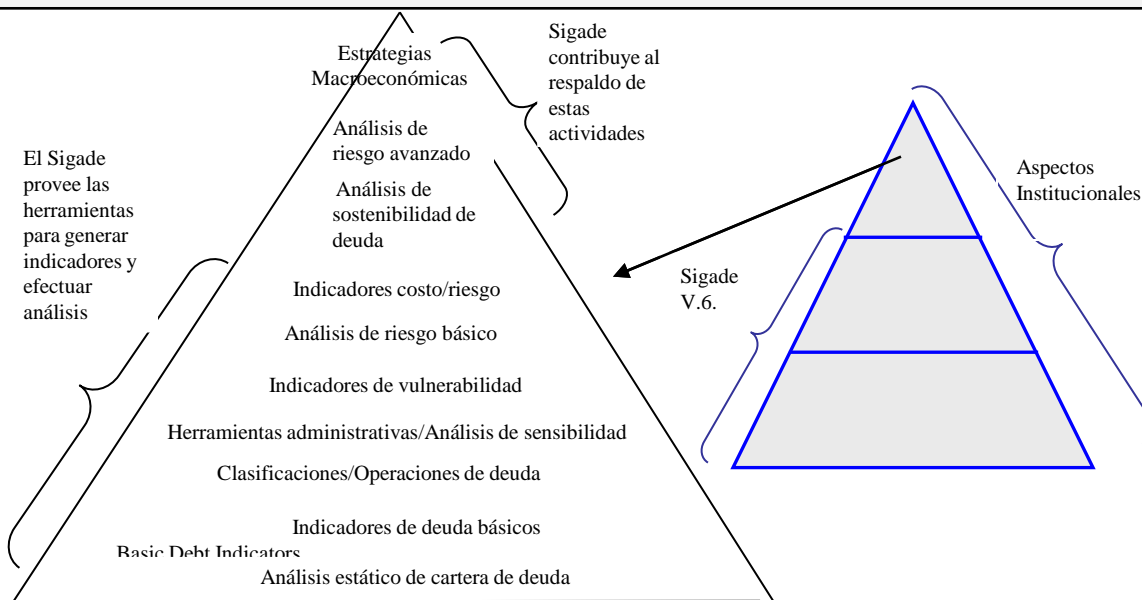 Estrategias
Macroeconómicas
Análisis de
riesgo avanzado
Análisis de
sostenibilidad de
deuda
Indicadores costo/riesgo
Análisis de riesgo básico
Indicadores de vulnerabilidad
Herramientas administrativas/Análisis de sensibilidad
Clasificaciones/Operaciones de deuda
Indicadores de deuda básicos
Basic Debt Indicators
Análisis estático de cartera de deuda
El Sigade
provee las
herramientas
para generar
indicadores y
efectuar
análisis
Sigade
contribuye al
respaldo de
estas
actividades
Sigade
V.6.
Aspectos
Institucionales